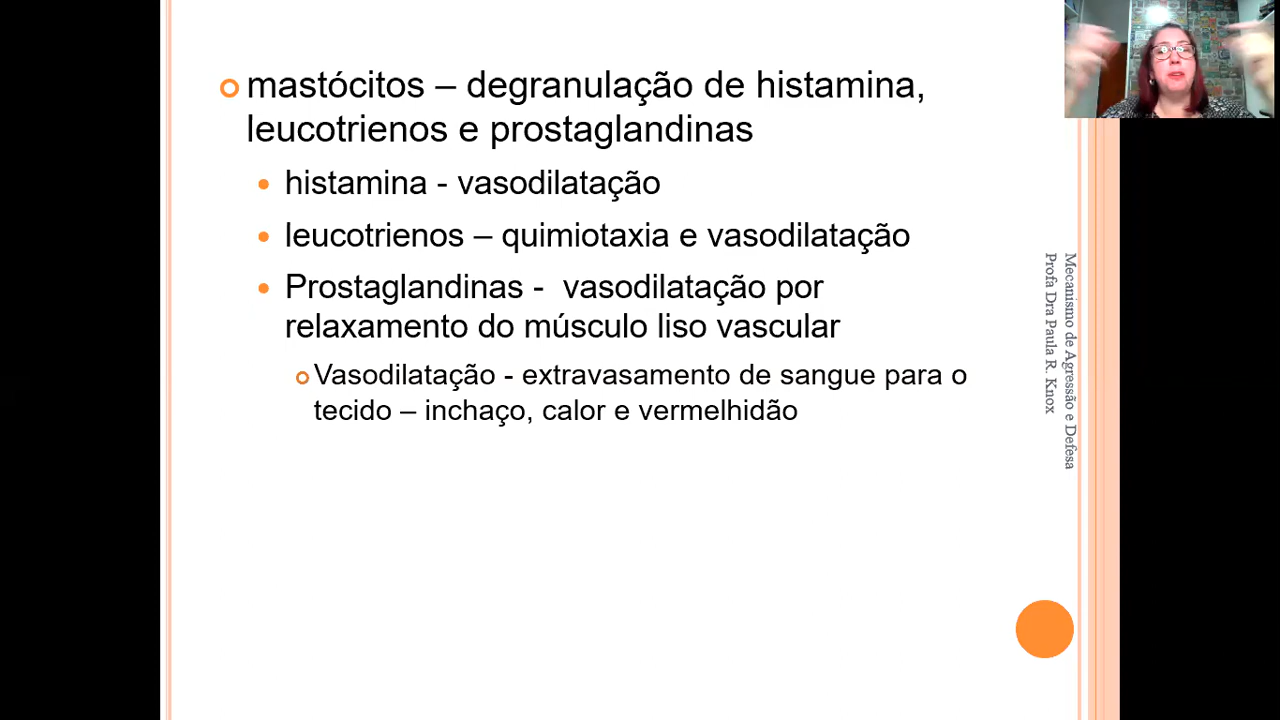 mastócitos – degranulação de histamina,
leucotrienos e prostaglandinas
histamina - vasodilatação
leucotrienos – quimiotaxia e vasodilatação
Prostaglandinas -  vasodilatação por
relaxamento do músculo liso vascular
Vasodilatação - extravasamento de sangue para o
tecido – inchaço, calor e vermelhidão
Mecanismo de Agressão e Defesa
Profa Dra Paula R. Knox